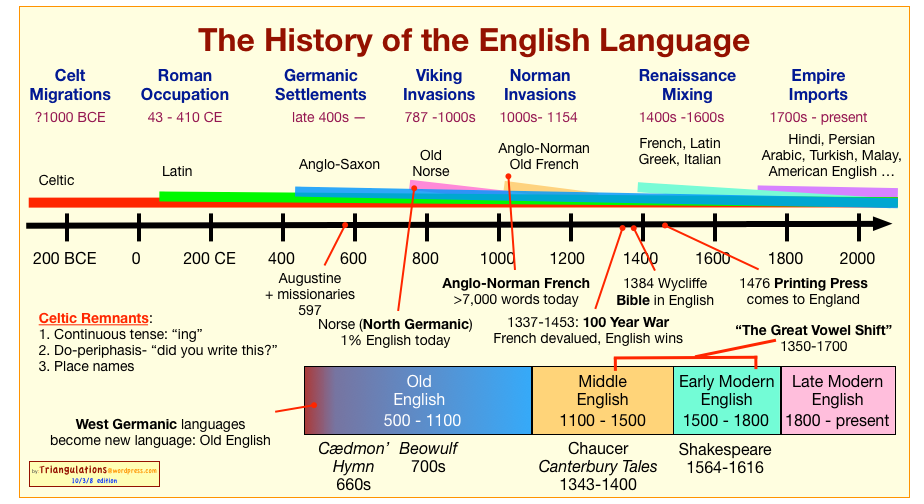 The History of the English Language
Celt
Migrations
?1000 BCE
Roman
Occupation
43 - 410 CE
Germanic
Settlements
late 400s —
Viking
Invasions
787 -1000s
Norman
Invasions
1000s- 1154
Renaissance
Mixing
1400s -1600s
Empire
Imports
1700s - present
Celtic
Latin
Anglo-Saxon
Old
Norse
Anglo-Norman
Old French
French, Latin
Greek, Italian
Hindi, Persian
Arabic, Turkish, Malay,
American English ...
200 BCE 0 200 CE 400 600 800 1000 1200 1400 1600 1800 2000
Augustine
+ missionaries
597
Norse (North Germanic)
1% English today
Anglo-Norman French
>7,000 words today
1337-1453: 100 Year War
French devalued, English wins
1384 Wycliffe
Bible in English
1476 Printing Press
comes to England
"The Great Vowel Shift"
1350-1700
Celtic Remnants:
1. Continuous tense: "ing"
2. Do-periphasis- "did you write this?"
3. Place names
Old
English
500 - 1100
Middle
English
1100 - 1500
Early Modern
English
1500 - 1800
Late Modern
English
1800 - present
West Germanic languages
become new language: Old English
Cædmon'
Hymn
660s
Beowulf
700s
Chaucer
Canterbury Tales
1343-1400
Shakespeare
1564-1616
by Triangulations@wordpress.com
10/3/8 edition